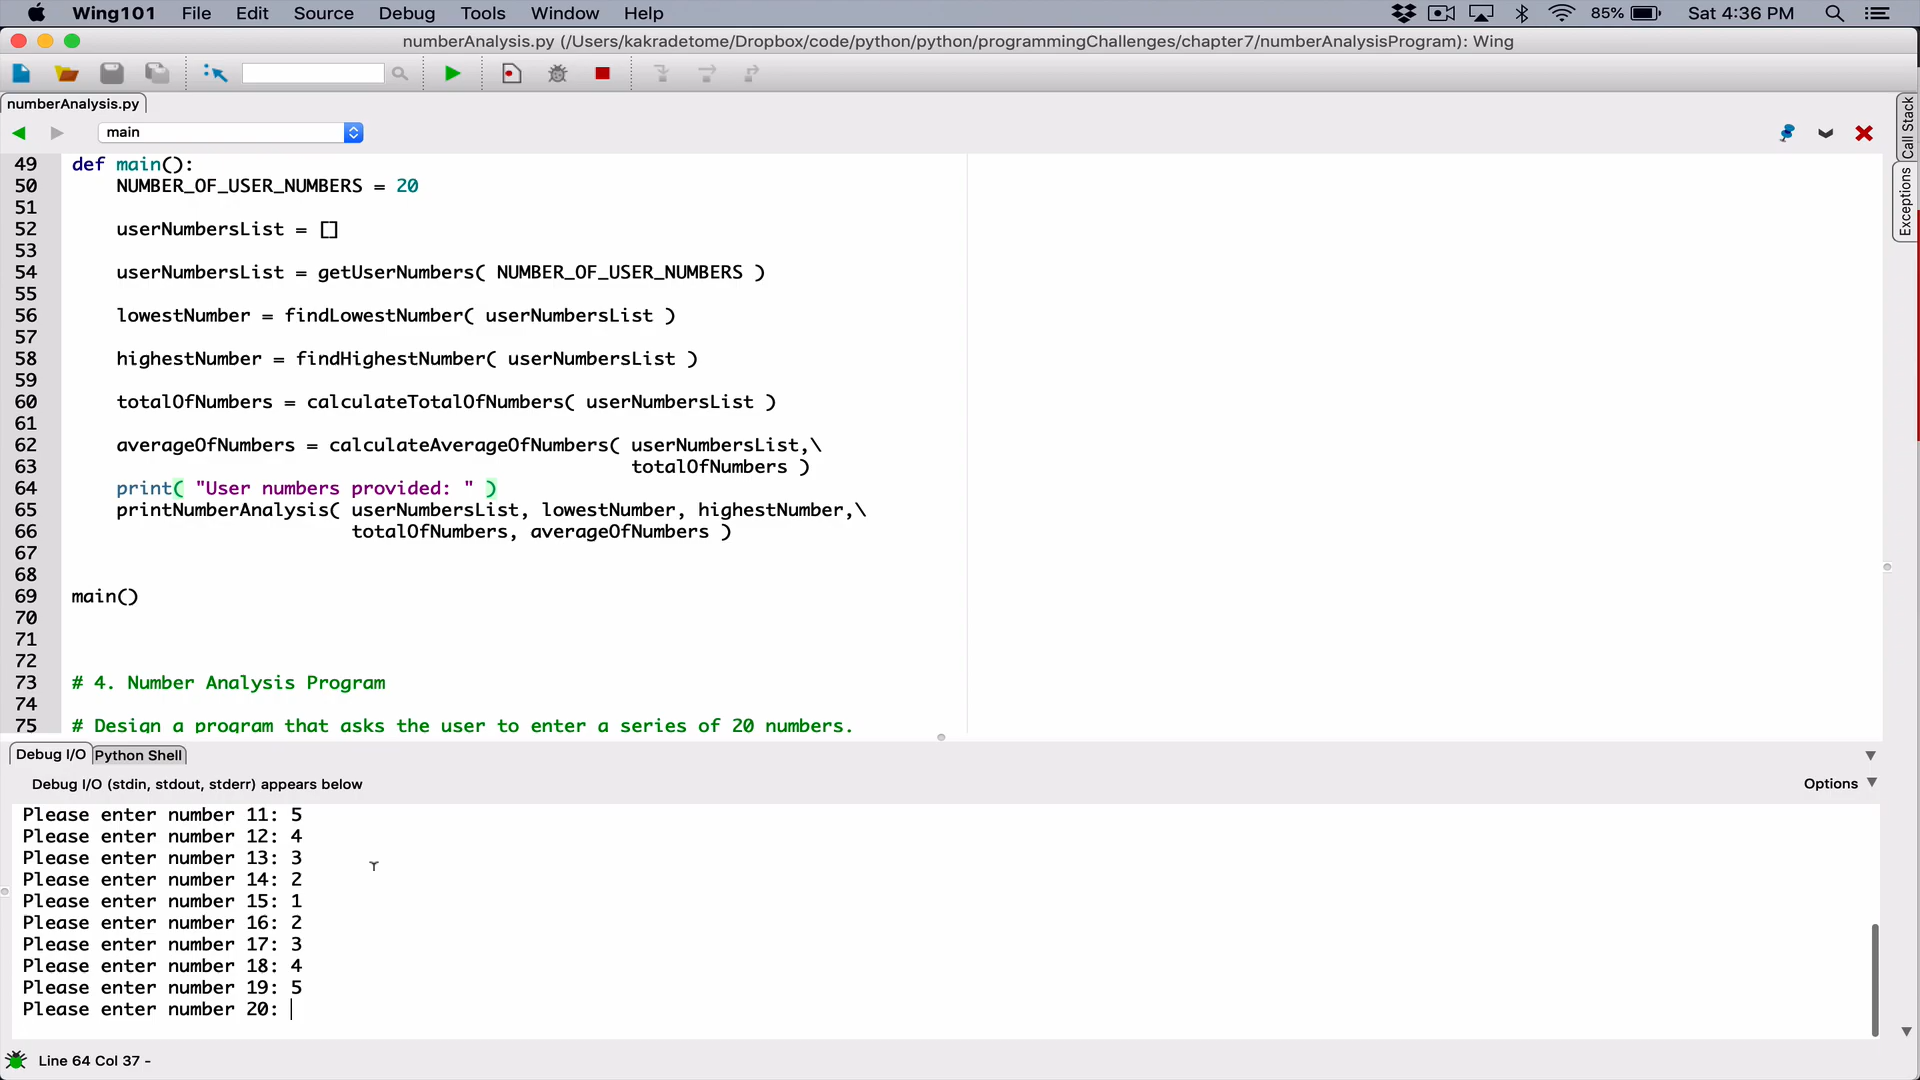 Wing101 File Edit Source Debug Tools Window Help 85% Sat 4:36 PM
numberAnalysis.py (/Users/kakradetome/Dropbox/code/python/python/programmingChallenges/chapter7/numberAnalysisProgram): Wing
numberAnalysis.py
main
Call Stack
Exceptions
49 def main():
50 NUMBER_OF_USER_NUMBERS = 20
51
52 userNumbersList = []
53
54 userNumbersList = getUserNumbers( NUMBER_OF_USER_NUMBERS )
55
56 lowestNumber = findLowestNumber( userNumbersList )
57
58 highestNumber = findHighestNumber( userNumbersList )
59
60 totalOfNumbers = calculateTotalOfNumbers( userNumbersList )
61
62 averageOfNumbers = calculateAverageOfNumbers( userNumbersList,\
63 totalOfNumbers )
64 print( "User numbers provided: " )
65 printNumberAnalysis( userNumbersList, lowestNumber, highestNumber,\
66 totalOfNumbers, averageOfNumbers )
67
68
69 main()
70
71
72
73 # 4. Number Analysis Program
74
75 # Design a program that asks the user to enter a series of 20 numbers.
Debug I/O Python Shell
Debug I/O (stdin, stdout, stderr) appears below Options
Please enter number 11: 5
Please enter number 12: 4
Please enter number 13: 3
Please enter number 14: 2
Please enter number 15: 1
Please enter number 16: 2
Please enter number 17: 3
Please enter number 18: 4
Please enter number 19: 5
Please enter number 20:
Line 64 Col 37 -